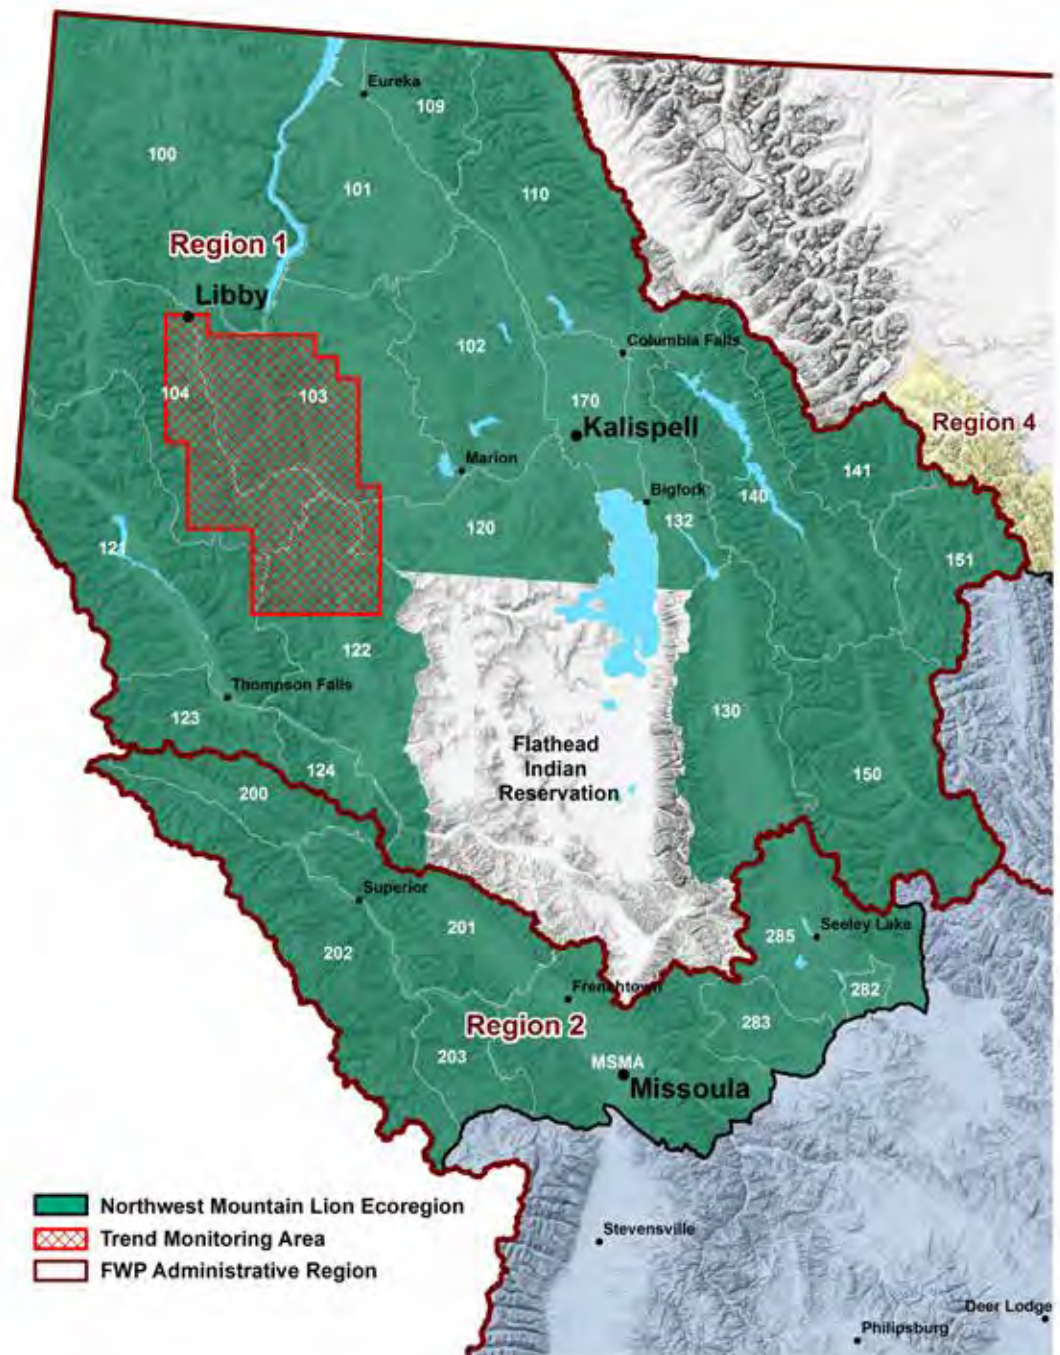 Eureka
109
100
101
110
Region 1
Libby
102
Columbia Falls
104
103
170
Kalispell
Region 4
Marion
141
Bigfork
140
120
132
121
151
122
Thompson Falls
123
130
Flathead
Indian
Reservation
124
200
150
Superior
201
285
Seeley Lake
202
282
Frenchtown
Region 2
283
203
MSMA
Missoula
Northwest Mountain Lion Ecoregion
Trend Monitoring Area
FWP Administrative Region
Stevensville
Deer Lodge
Philipsburg